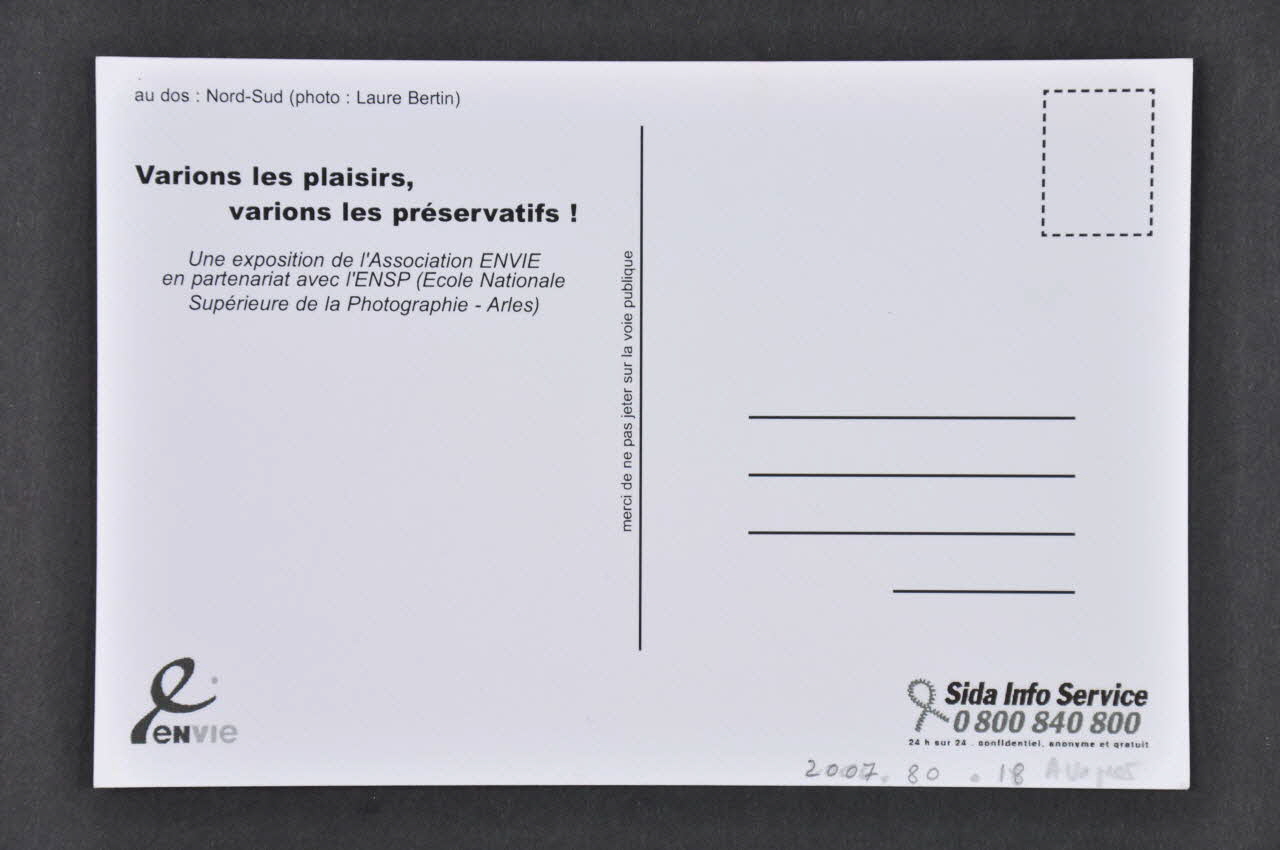 au dos : Nord-Sud (photo : Laure Bertin)
Varions les plaisirs,
varions les préservatifs !
Une exposition de l'Association ENVIE
en partenariat avec l'ENSP (Ecole Nationale
Supérieure de la Photographie - Arles)
merci de ne pas jeter sur la voie publique
enVIE
Sida Info Service
0 800 840 800
24 h sur 24 . confidentiel, anonyme et gratuit
2007. 80 . 18